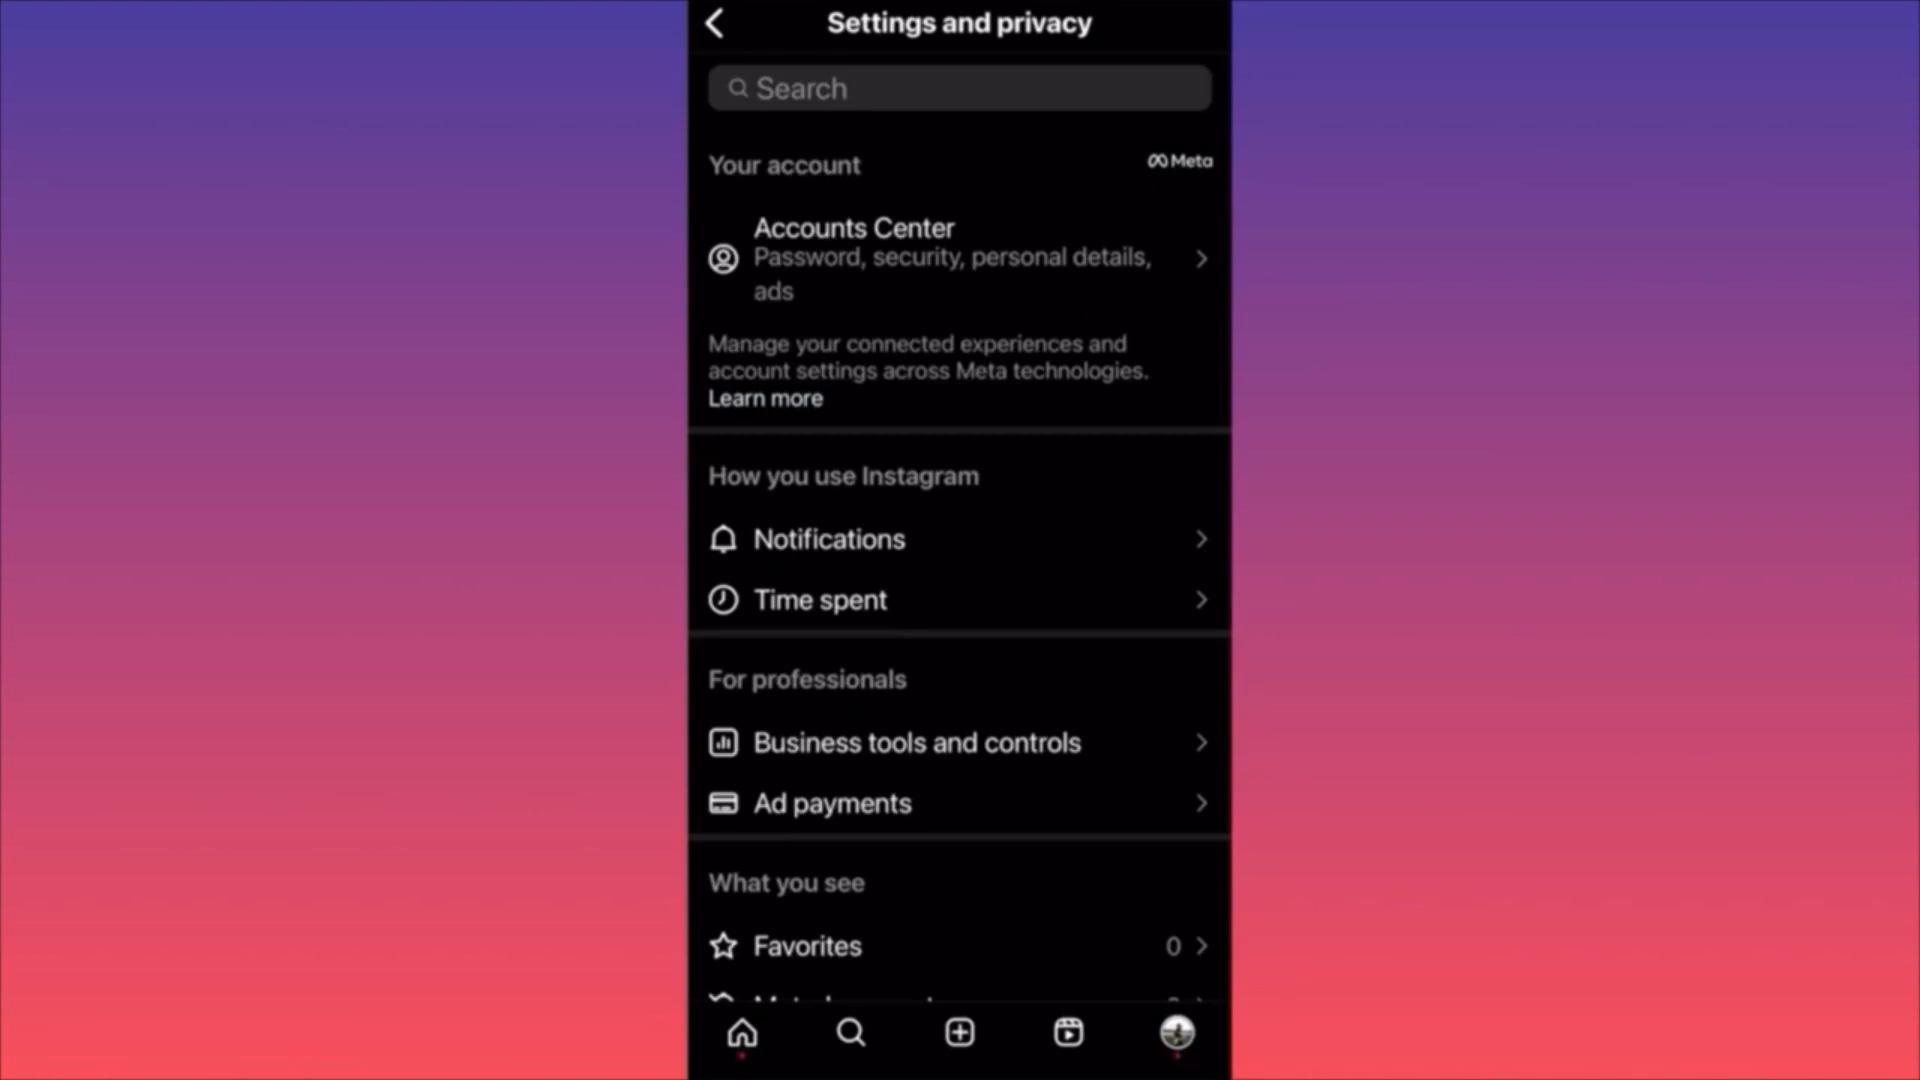 Settings and privacy
Search
Your account
Meta
Accounts Center
Password, security, personal details,
ads
Manage your connected experiences and
account settings across Meta technologies.
Learn more
How you use Instagram
Notifications
Time spent
For professionals
Business tools and controls
Ad payments
What you see
Favorites 0